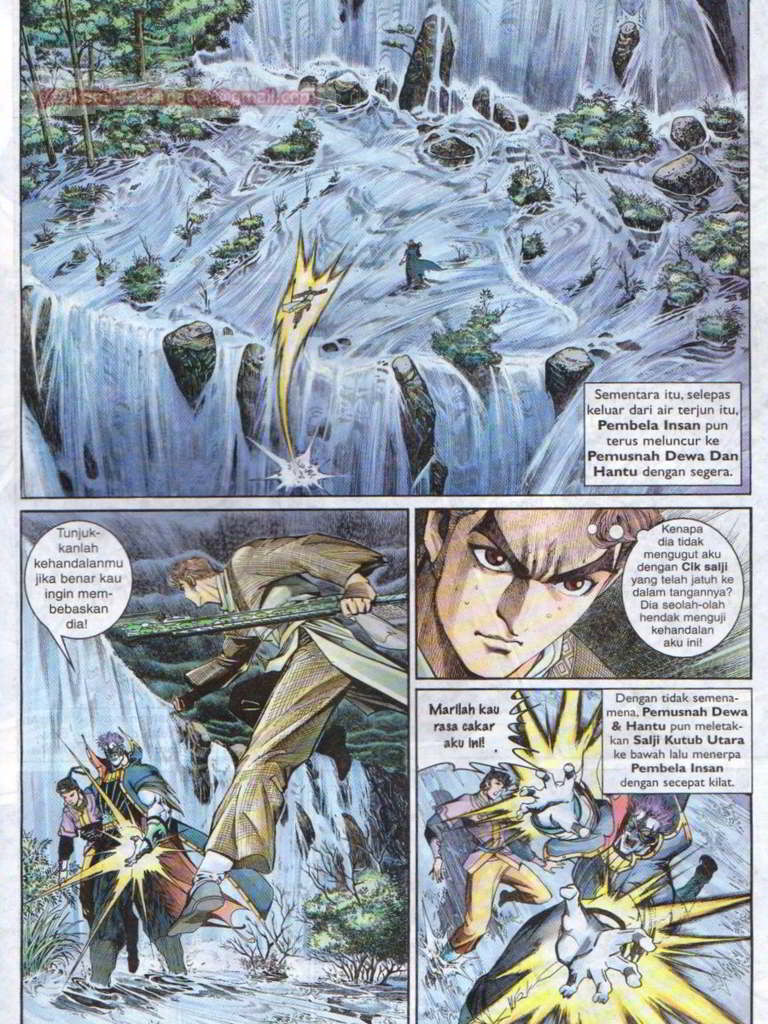 Sementara itu, selepas
keluar dari air terjun itu,
Pembela Insan pun
terus meluncur ke
Pemusnah Dewa Dan
Hantu dengan segera.
Tunjuk-
kanlah
kehandalanmu
jika benar kau
ingin mem-
bebaskan
dia!
Kenapa
dia tidak
mengugut aku
dengan Cik salji
yang telah jatuh ke
dalam tangannya?
Dia seolah-olah
hendak menguji
kehandalan
aku ini!
Marilah kau
rasa cakar
aku ini!
Dengan tidak semena-
mena, Pemusnah Dewa
& Hantu pun meletak-
kan Salji Kutub Utara
ke bawah lalu menerpa
Pembela Insan
dengan secepat kilat.